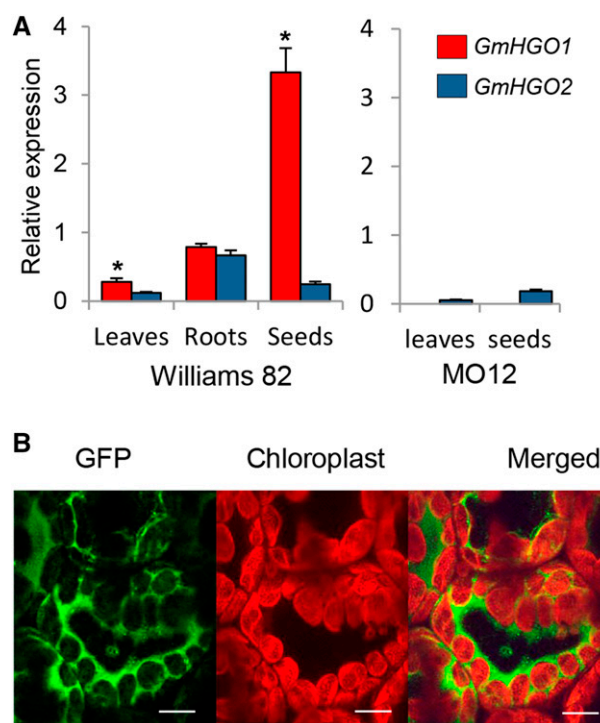 A
4
3
2
1
0
Relative expression
*
*
Leaves Roots Seeds
Williams 82
4
3
2
1
0
GmHGO1
GmHGO2
leaves seeds
MO12
B
GFP Chloroplast Merged